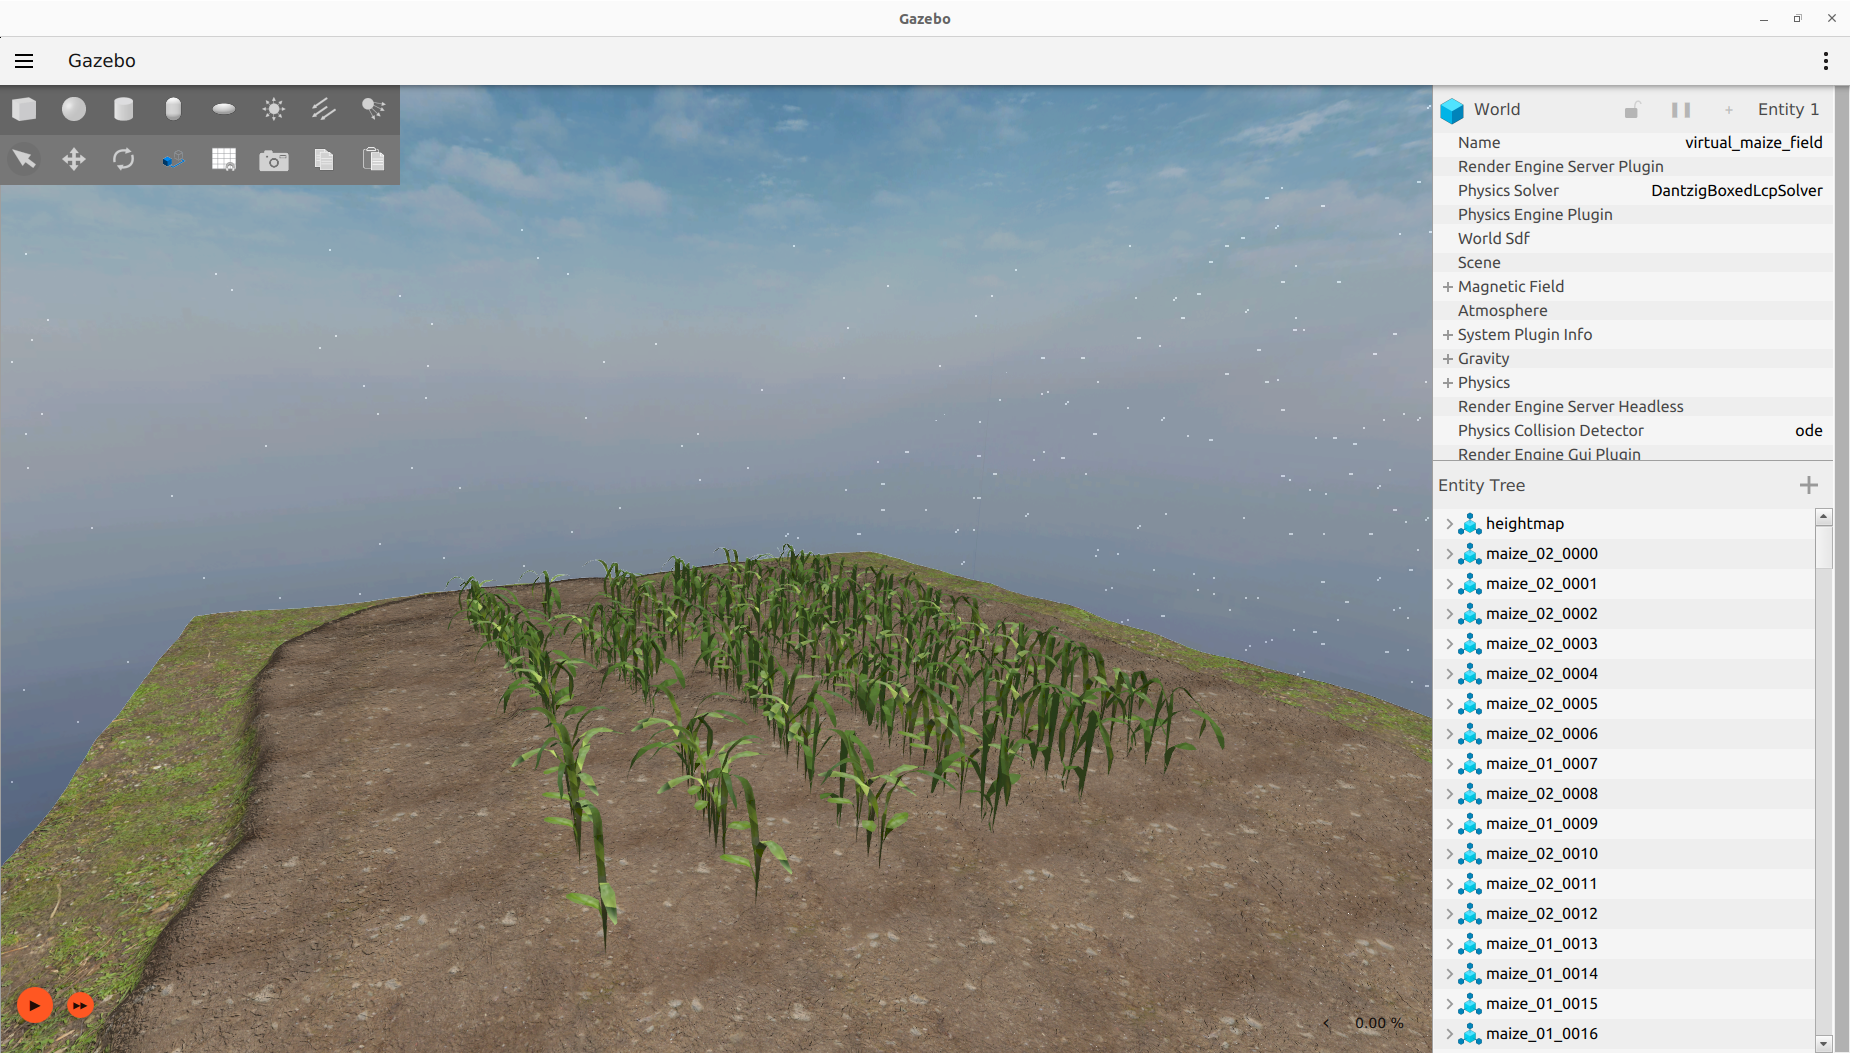 Gazebo
Gazebo
World Entity 1
Name virtual_maize_field
Render Engine Server Plugin
Physics Solver DantzigBoxedLcpSolver
Physics Engine Plugin
World Sdf
Scene
Magnetic Field
Atmosphere
System Plugin Info
Gravity
Physics
Render Engine Server Headless
Physics Collision Detector ode
Render Engine Gui Plugin
Entity Tree
heightmap
maize_02_0000
maize_02_0001
maize_02_0002
maize_02_0003
maize_02_0004
maize_02_0005
maize_02_0006
maize_01_0007
maize_02_0008
maize_01_0009
maize_02_0010
maize_02_0011
maize_02_0012
maize_01_0013
maize_01_0014
maize_01_0015
maize_01_0016
0.00 %